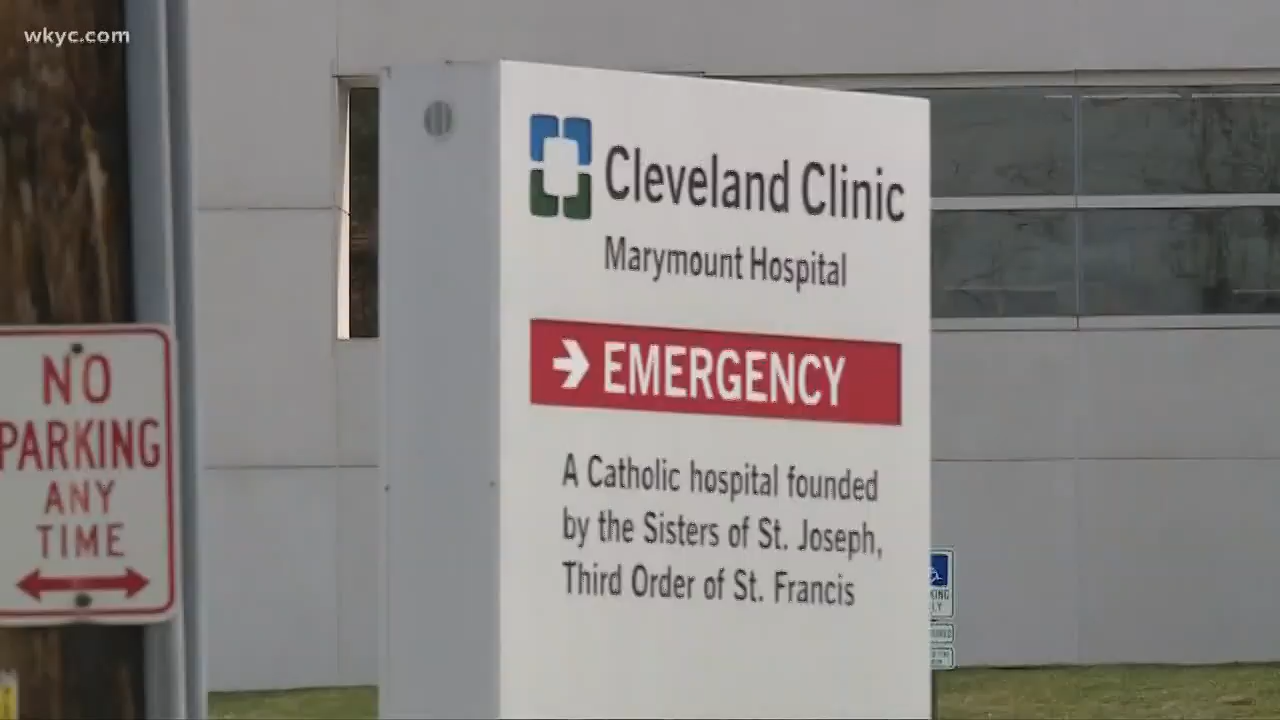 wkyc.com
Cleveland Clinic
Marymount Hospital
EMERGENCY
A Catholic hospital founded
by the Sisters of St. Joseph,
Third Order of St. Francis
NO
PARKING
ANY
TIME